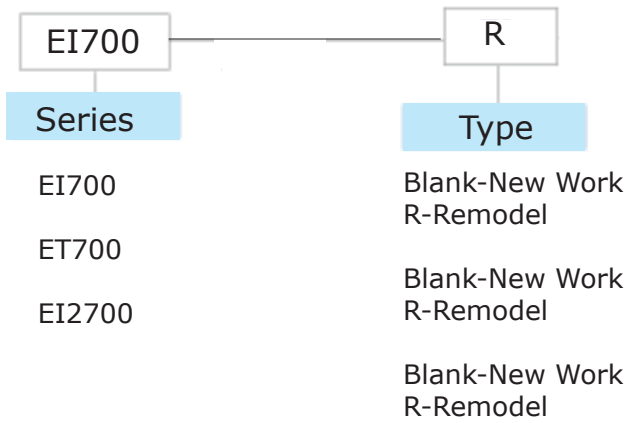 EI700
R
Series
Type
EI700
Blank-New Work
R-Remodel
ET700
Blank-New Work
R-Remodel
EI2700
Blank-New Work
R-Remodel